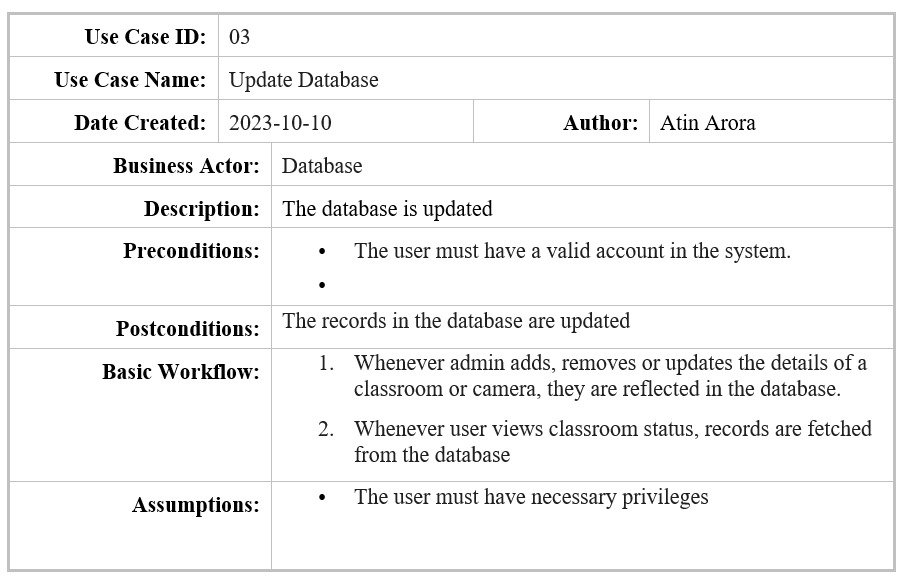 Use Case ID: 03
Use Case Name: Update Database
Date Created: 2023-10-10 Author: Atin Arora
Business Actor: Database
Description: The database is updated
Preconditions: • The user must have a valid account in the system.
•
Postconditions: The records in the database are updated
Basic Workflow: 1. Whenever admin adds, removes or updates the details of a
classroom or camera, they are reflected in the database.
2. Whenever user views classroom status, records are fetched
from the database
Assumptions: • The user must have necessary privileges